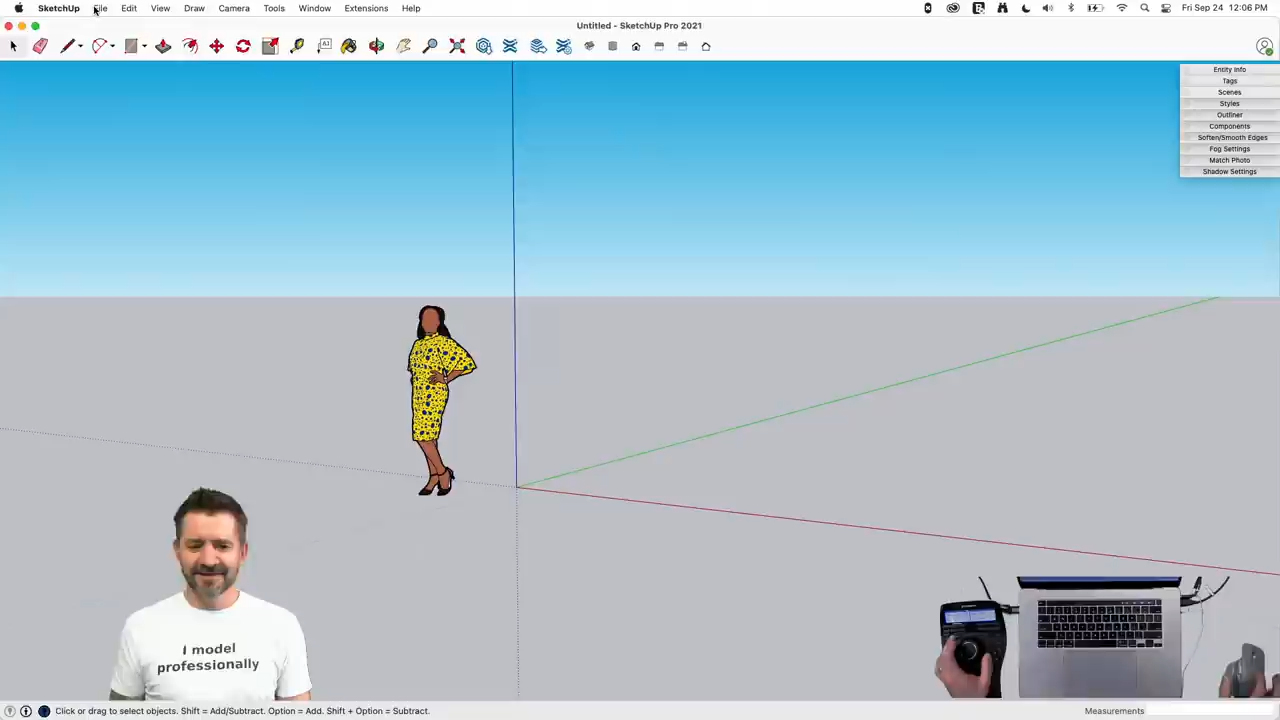 SketchUp File Edit View Draw Camera Tools Window Extensions Help Fri Sep 24 12:06 PM
Untitled - SketchUp Pro 2021
Entity Info
Tags
Scenes
Styles
Outliner
Components
Soften/Smooth Edges
Fog Settings
Match Photo
Shadow Settings
I model
professionally
Click or drag to select objects. Shift = Add/Subtract. Option = Add. Shift + Option = Subtract. Measurements